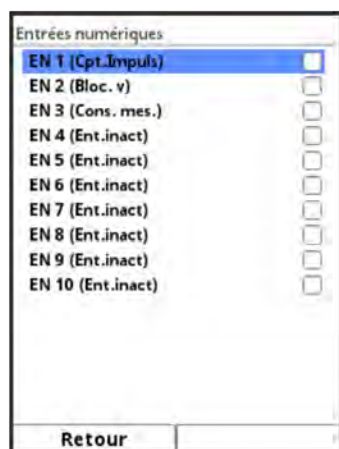 Entrées numériques
EN 1 (Cpt.Impuls)
EN 2 (Bloc. v)
EN 3 (Cons. mes.)
EN 4 (Ent.inact)
EN 5 (Ent.inact)
EN 6 (Ent.inact)
EN 7 (Ent.inact)
EN 8 (Ent.inact)
EN 9 (Ent.inact)
EN 10 (Ent.inact)
Retour